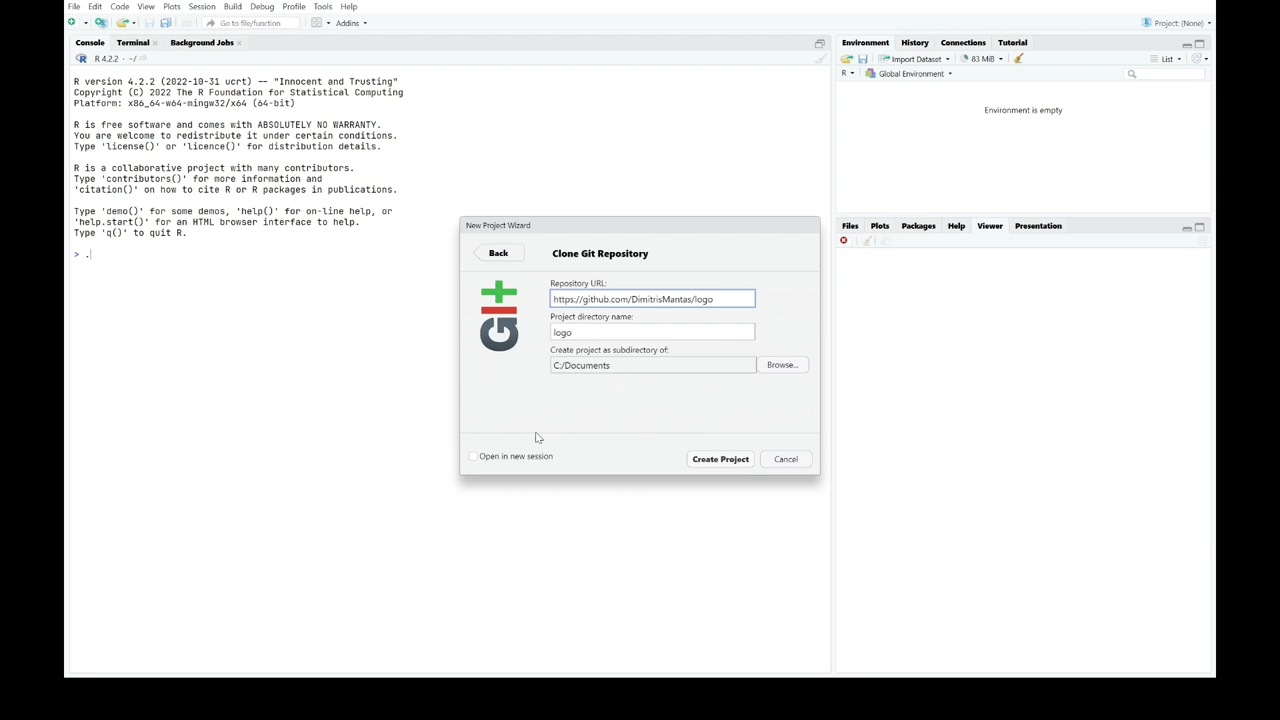 File Edit Code View Plots Session Build Debug Profile Tools Help
Go to file/function
Addins
Project: (None)
Console Terminal Background Jobs
R 4.2.2 · ~/
R version 4.2.2 (2022-10-31 ucrt) -- "Innocent and Trusting"
Copyright (C) 2022 The R Foundation for Statistical Computing
Platform: x86_64-w64-mingw32/x64 (64-bit)
R is free software and comes with ABSOLUTELY NO WARRANTY.
You are welcome to redistribute it under certain conditions.
Type 'license()' or 'licence()' for distribution details.
R is a collaborative project with many contributors.
Type 'contributors()' for more information and
'citation()' on how to cite R or R packages in publications.
Type 'demo()' for some demos, 'help()' for on-line help, or
'help.start()' for an HTML browser interface to help.
Type 'q()' to quit R.
> .
New Project Wizard
Back
Clone Git Repository
GIt
Repository URL:
https://github.com/DimitrisMantas/logo
Project directory name:
logo
Create project as subdirectory of:
C:/Documents
Browse...
Open in new session
Create Project
Cancel
Environment History Connections Tutorial
Import Dataset
83 MiB
List
R
Global Environment
Environment is empty
Files Plots Packages Help Viewer Presentation